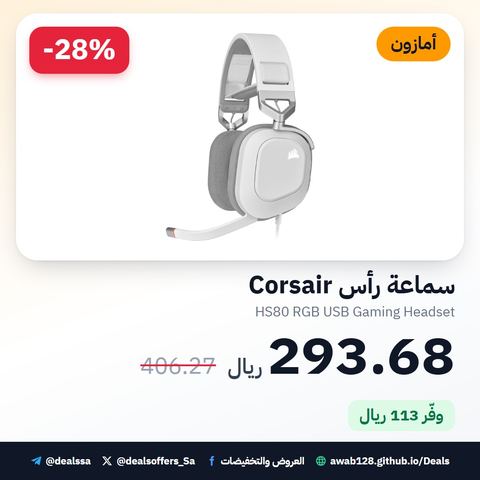 -28%
أمازون
سماعة رأس Corsair
HS80 RGB USB Gaming Headset
293.68 ريال 406.27
وفّر 113 ريال
@dealssa @dealsoffers_Sa العروض والتخفيضات awab128.github.io/Deals